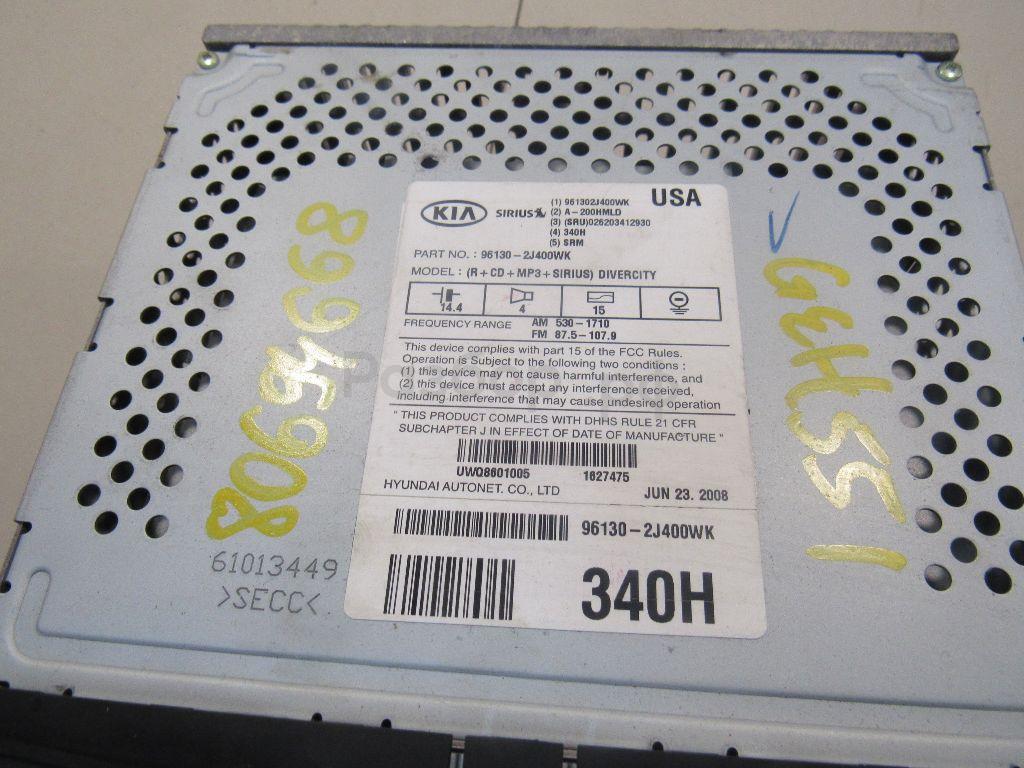 KIA
SIRIUS
(1) 961302J400WK
(2) A-200HMLD
(3) (SRU)026203412930
(4) 340H
(5) SRM
USA
PART NO. : 96130-2J400WK
MODEL : (R+CD+MP3+SIRIUS) DIVERCITY
14.4 4 15
FREQUENCY RANGE AM 530-1710
FM 87.5-107.9
This device complies with part 15 of the FCC Rules.
Operation is Subject to the following two conditions :
(1) this device may not cause harmful interference, and
(2) this device must accept any interference received,
including interference that may cause undesired operation
" THIS PRODUCT COMPLIES WITH DHHS RULE 21 CFR
SUBCHAPTER J IN EFFECT OF DATE OF MANUFACTURE "
UWQ8601005 1627475
HYUNDAI AUTONET. CO., LTD JUN 23. 2008
96130-2J400WK
340H
61013449
>SECC<